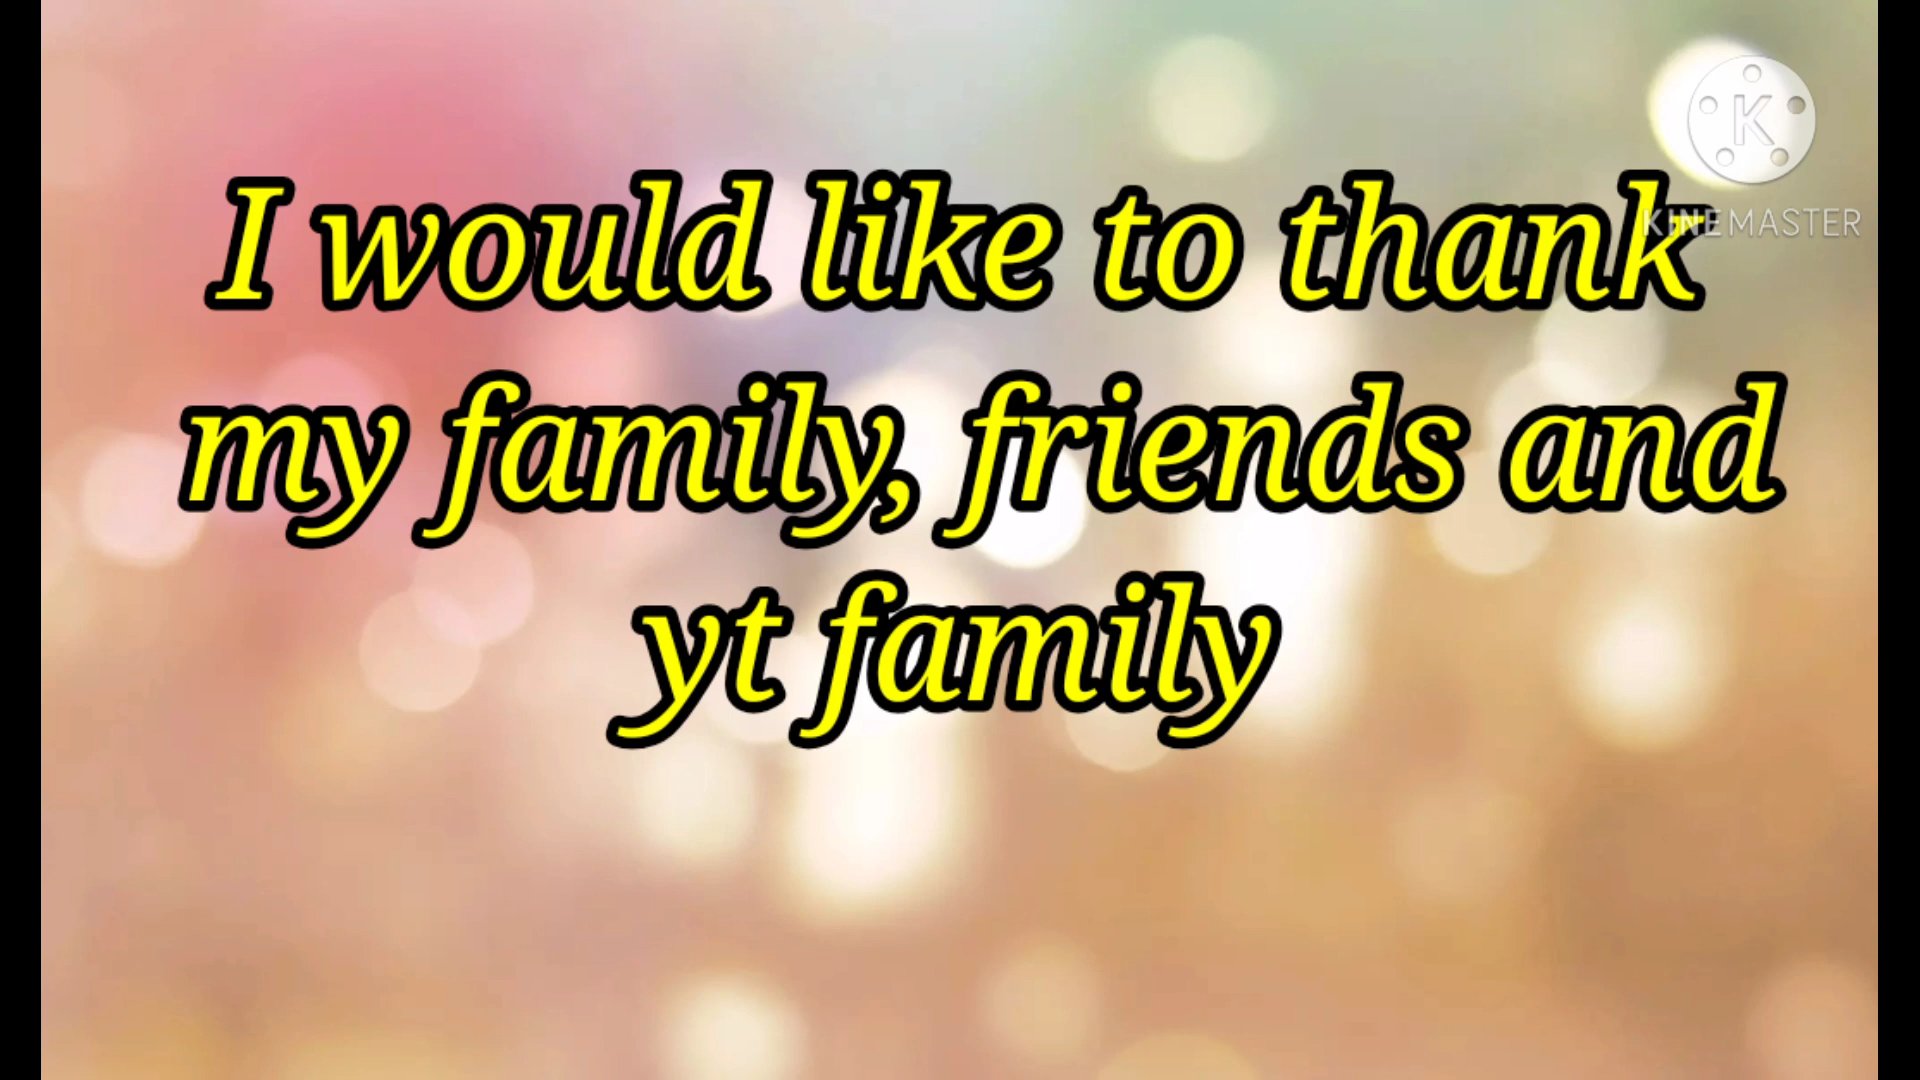 K
KINEMASTER
I would like to thank
my family, friends and
yt family